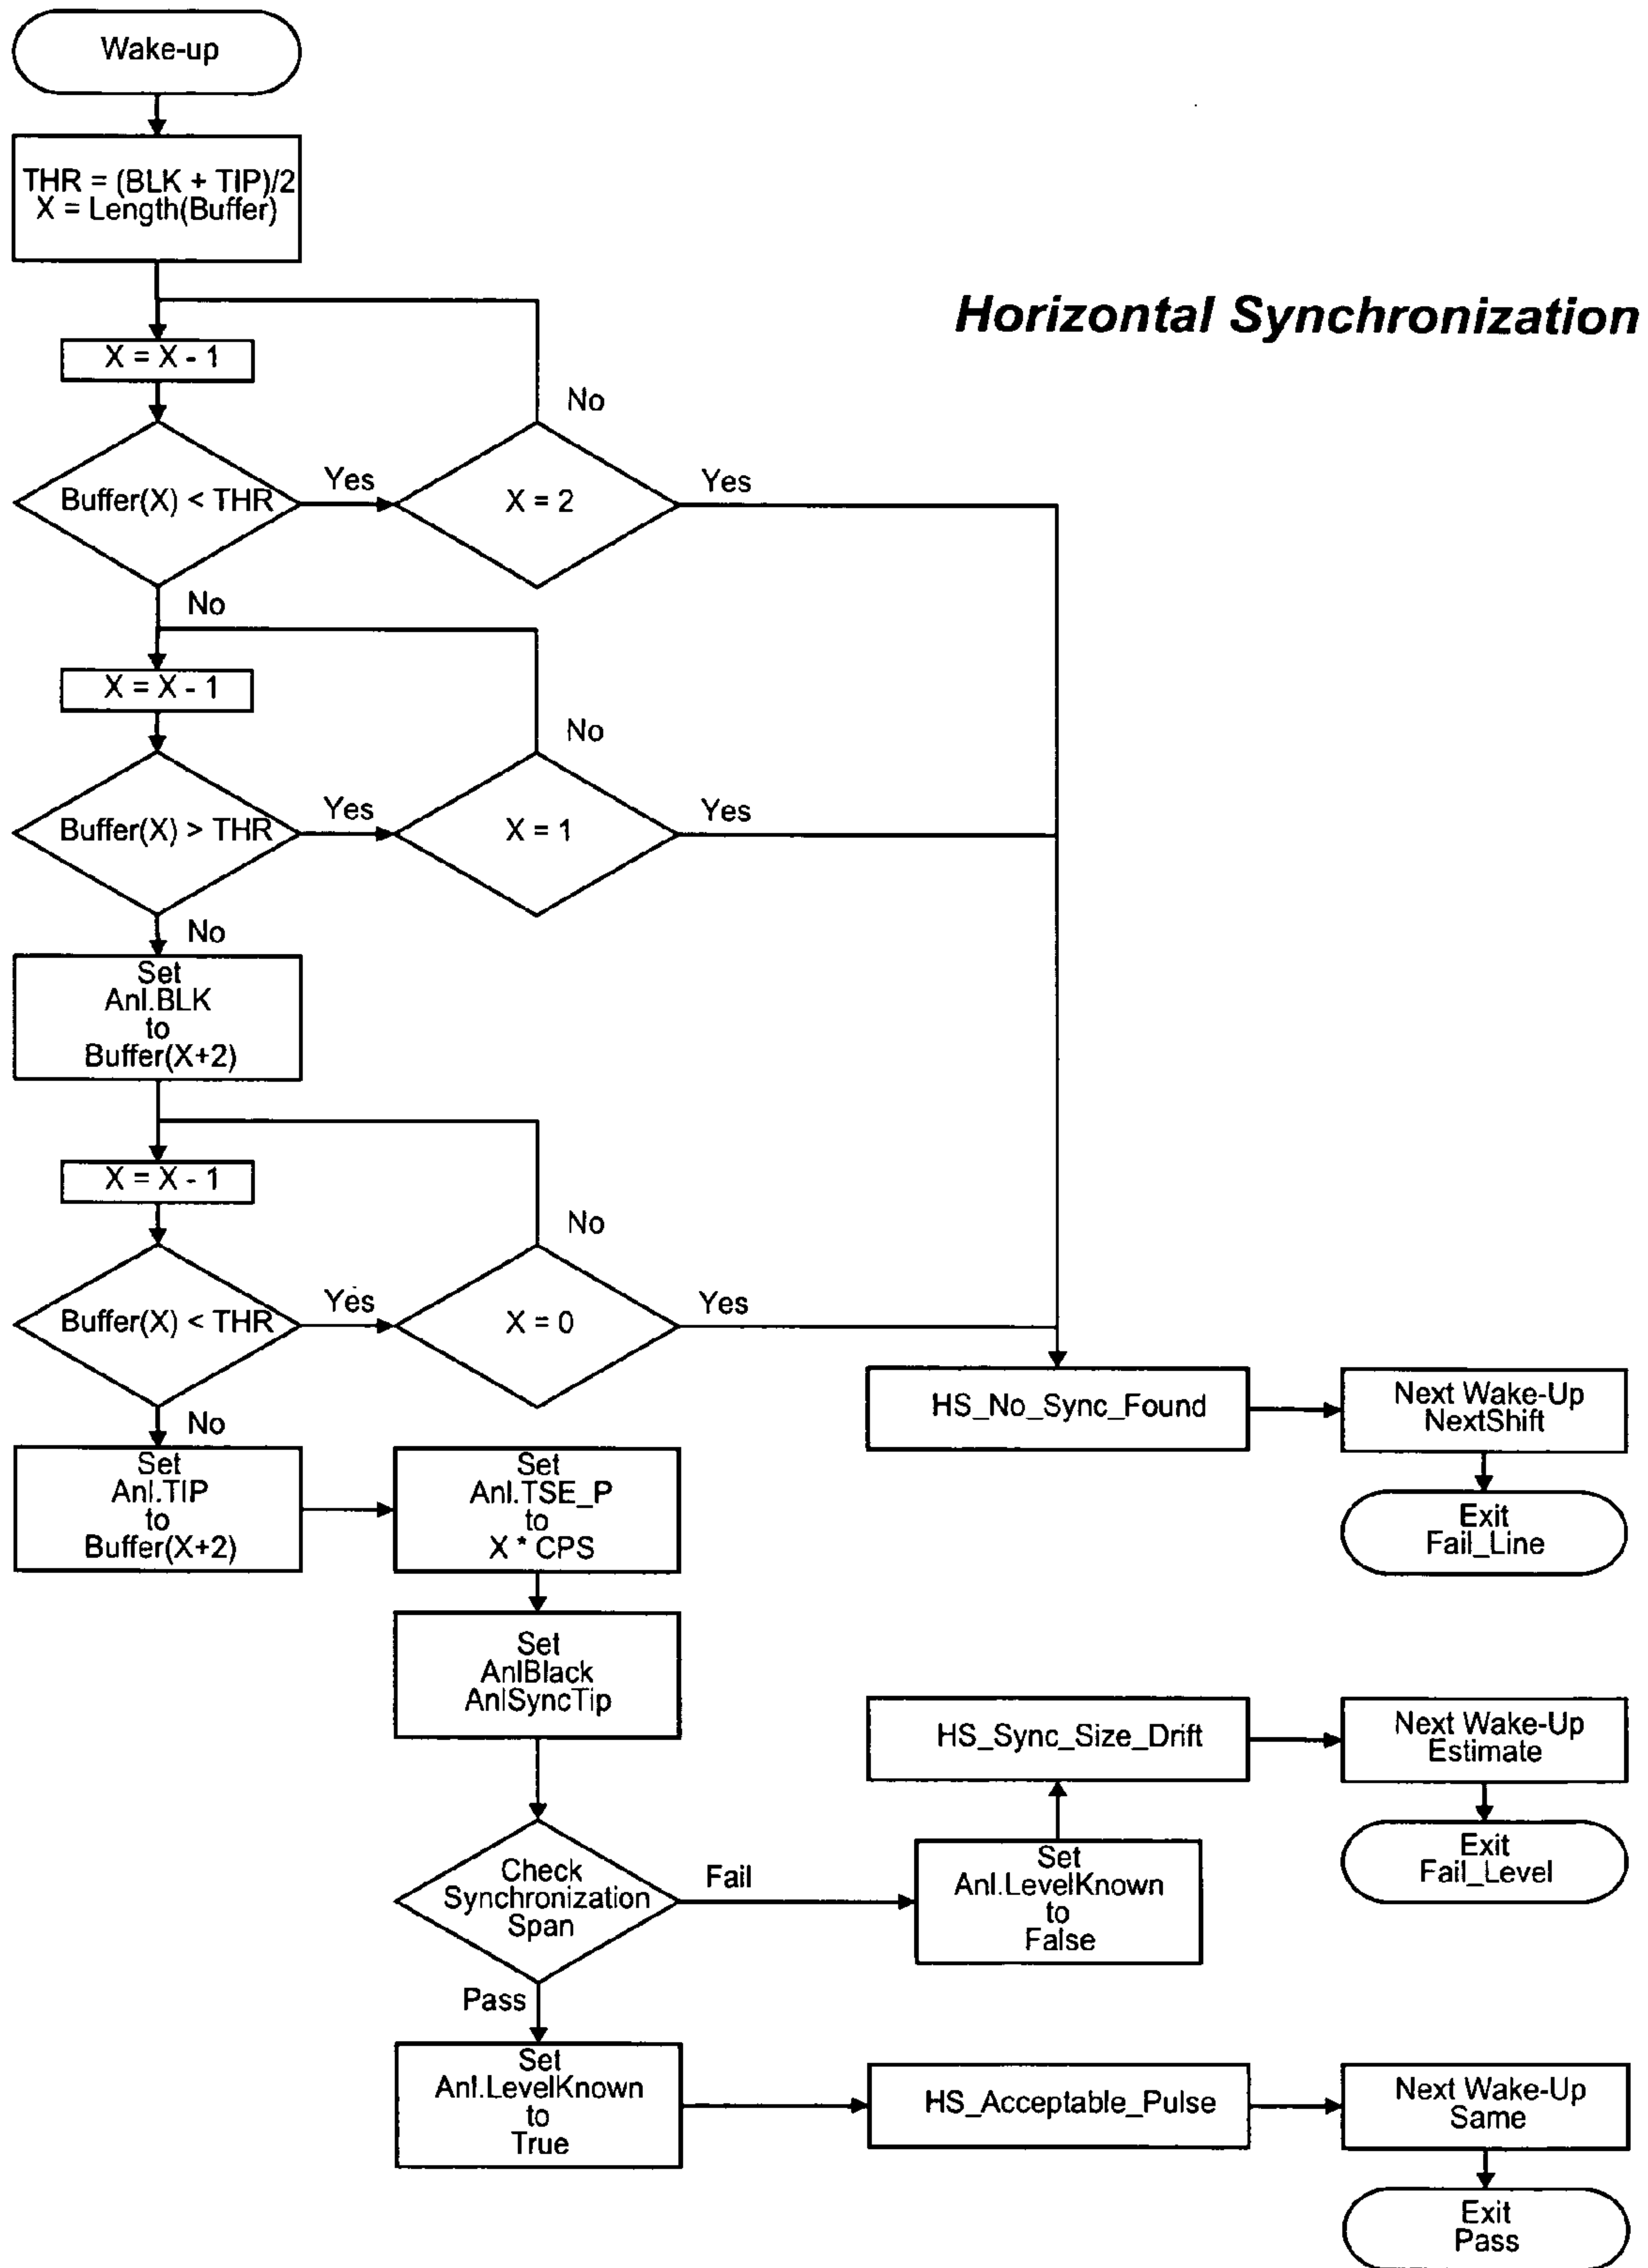 Wake-up
THR = (BLK + TIP)/2
X = Length(Buffer)
Horizontal Synchronization
X = X - 1
No
Buffer(X) < THR
Yes
X = 2
Yes
No
X = X - 1
No
Buffer(X) > THR
Yes
X = 1
Yes
No
Set
Anl.BLK
to
Buffer(X+2)
X = X - 1
No
Buffer(X) < THR
Yes
X = 0
Yes
HS_No_Sync_Found
Next Wake-Up
NextShift
No
Set
Anl.TIP
to
Buffer(X+2)
Set
Anl.TSE_P
to
X * CPS
Exit
Fail_Line
Set
AnlBlack
AnlSyncTip
HS_Sync_Size_Drift
Next Wake-Up
Estimate
Check
Synchronization
Span
Fail
Set
Anl.LevelKnown
to
False
Exit
Fail_Level
Pass
Set
Anl.LevelKnown
to
True
HS_Acceptable_Pulse
Next Wake-Up
Same
Exit
Pass